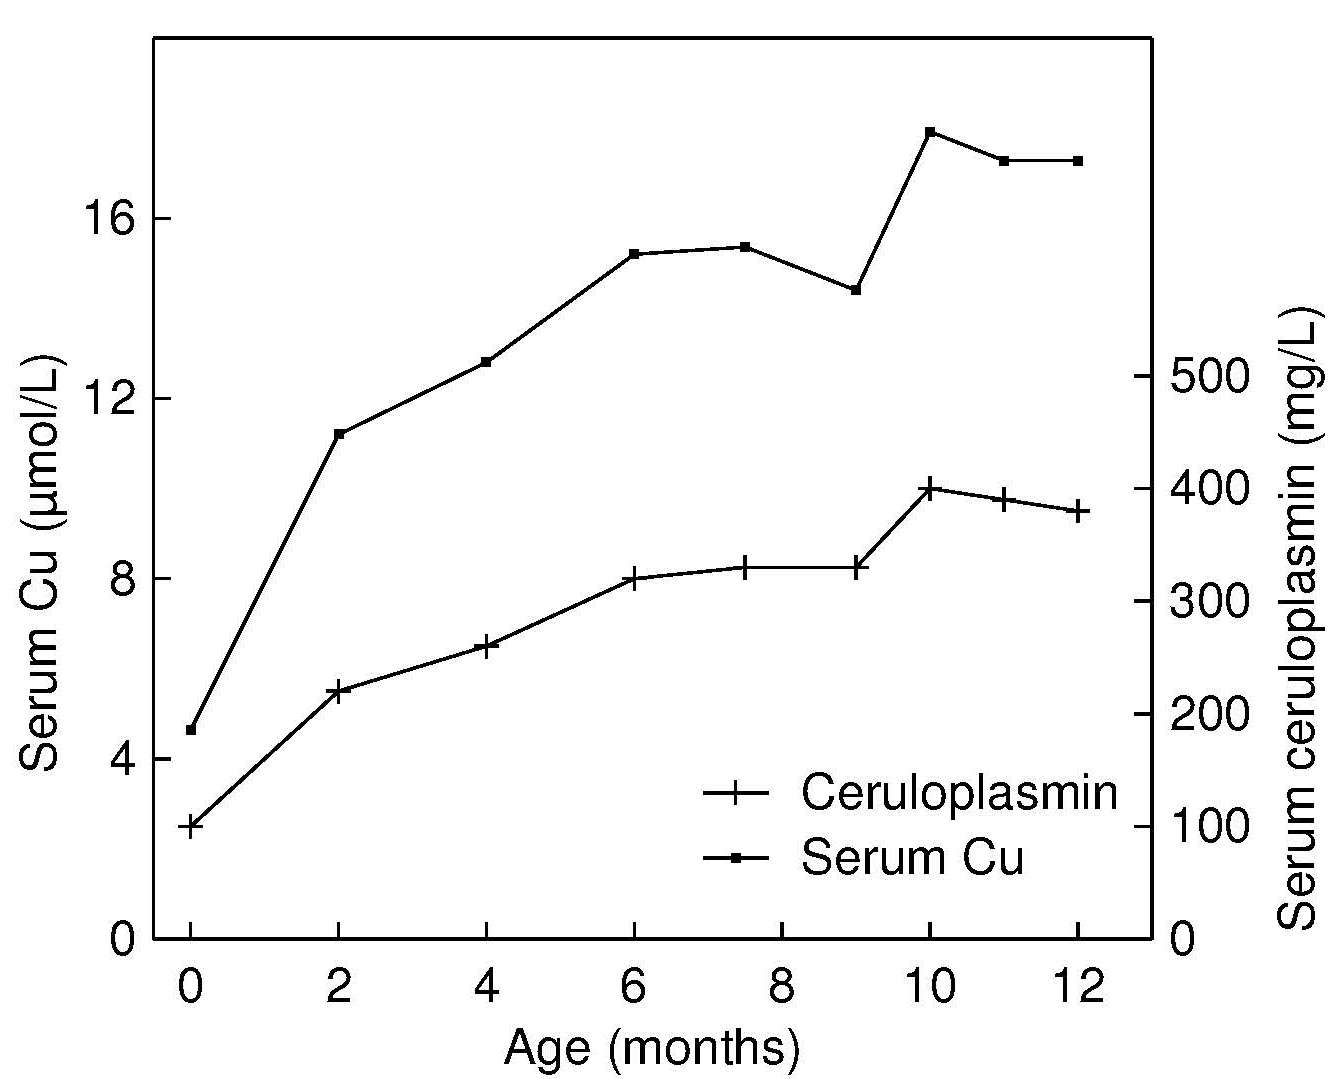 16
12
8
4
0
Serum Cu (µmol/L)
500
400
300
200
100
0
Serum ceruloplasmin (mg/L)
Ceruloplasmin
Serum Cu
0 2 4 6 8 10 12
Age (months)